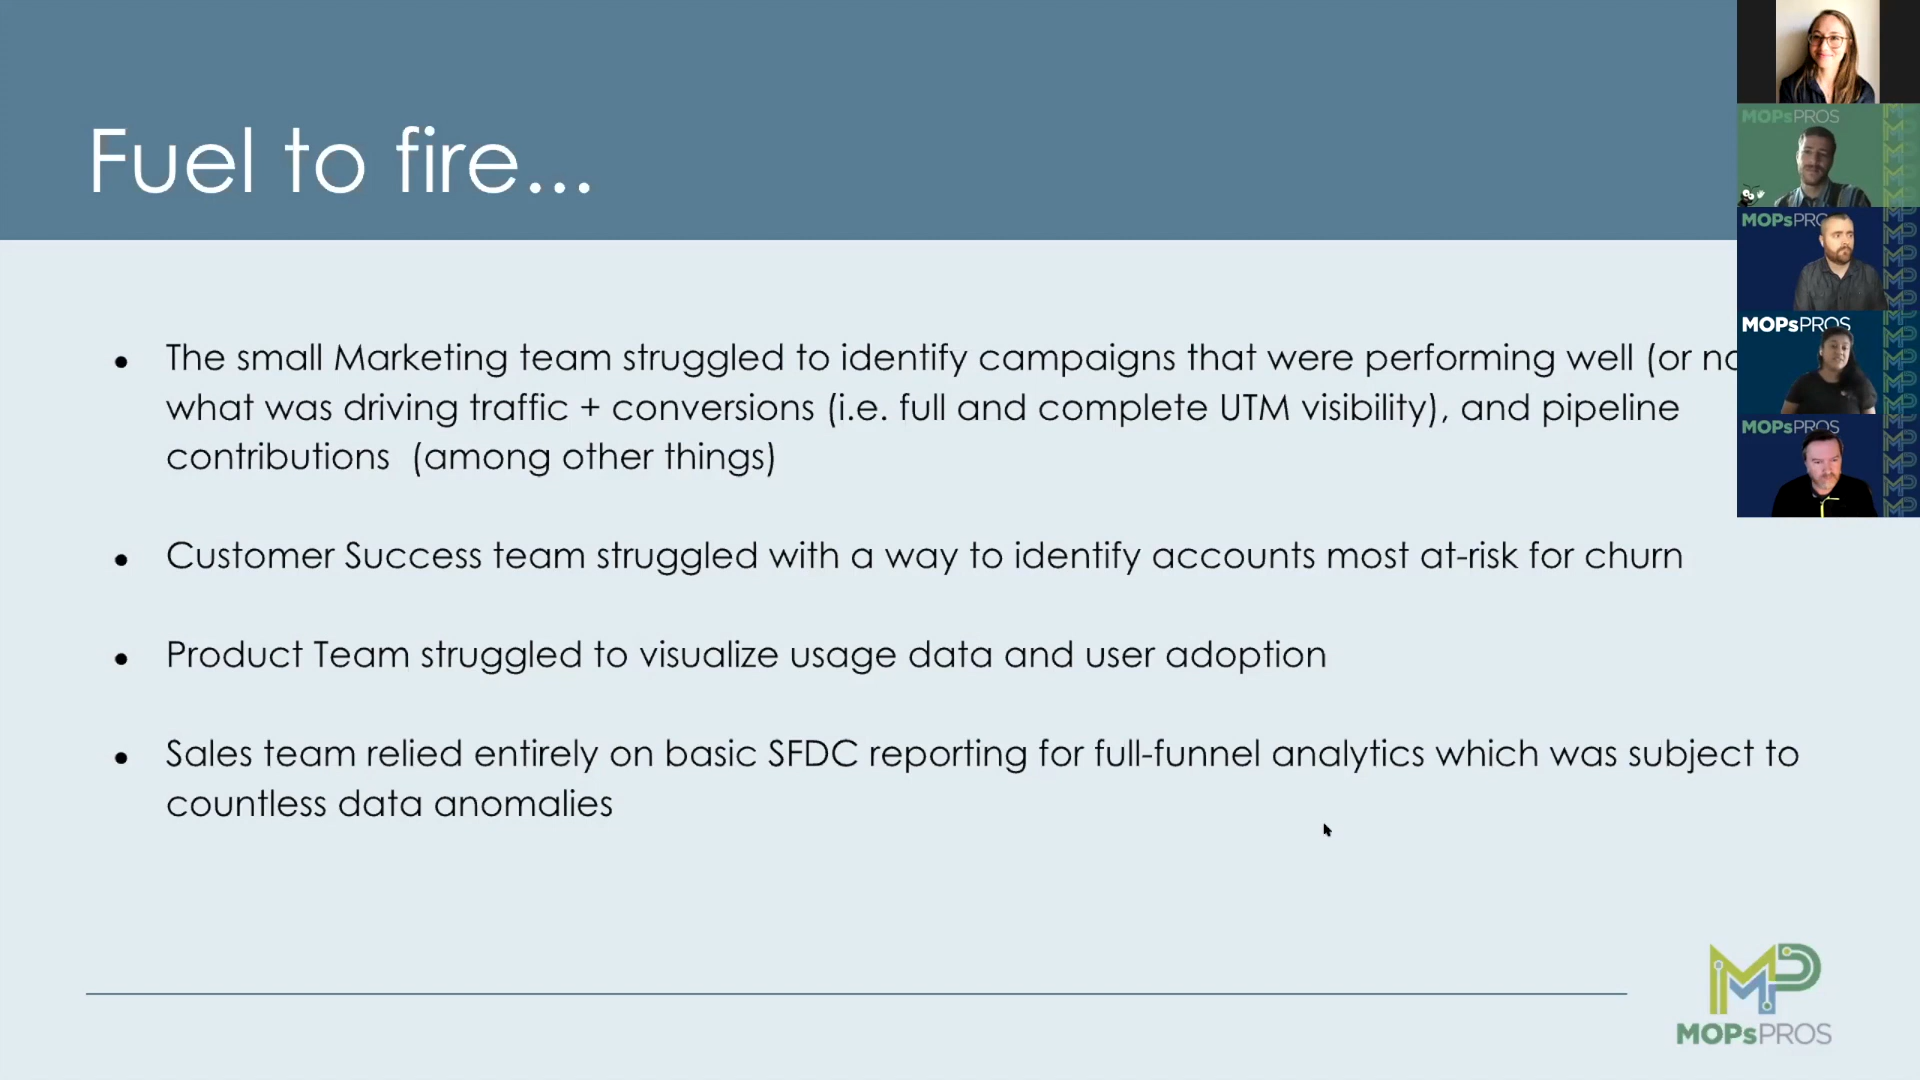 Fuel to fire...
The small Marketing team struggled to identify campaigns that were performing well (or
what was driving traffic + conversions (i.e. full and complete UTM visibility), and pipeline
contributions (among other things)
Customer Success team struggled with a way to identify accounts most at-risk for churn
Product Team struggled to visualize usage data and user adoption
Sales team relied entirely on basic SFDC reporting for full-funnel analytics which was subject to
countless data anomalies
MOPsPROS
MOPsPRO
MOPsPROS
MOPsPROS
MP
MOPsPROS